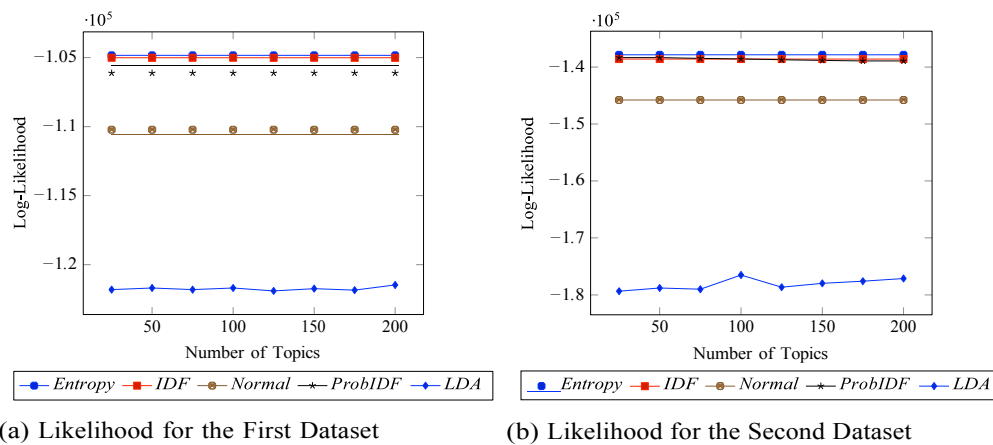 ·10⁵
−1.05
−1.1
−1.15
−1.2
Log-Likelihood
50 100 150 200
Number of Topics
Entropy IDF Normal ProbIDF LDA
(a) Likelihood for the First Dataset
·10⁵
−1.4
−1.5
−1.6
−1.7
−1.8
Log-Likelihood
50 100 150 200
Number of Topics
Entropy IDF Normal ProbIDF LDA
(b) Likelihood for the Second Dataset